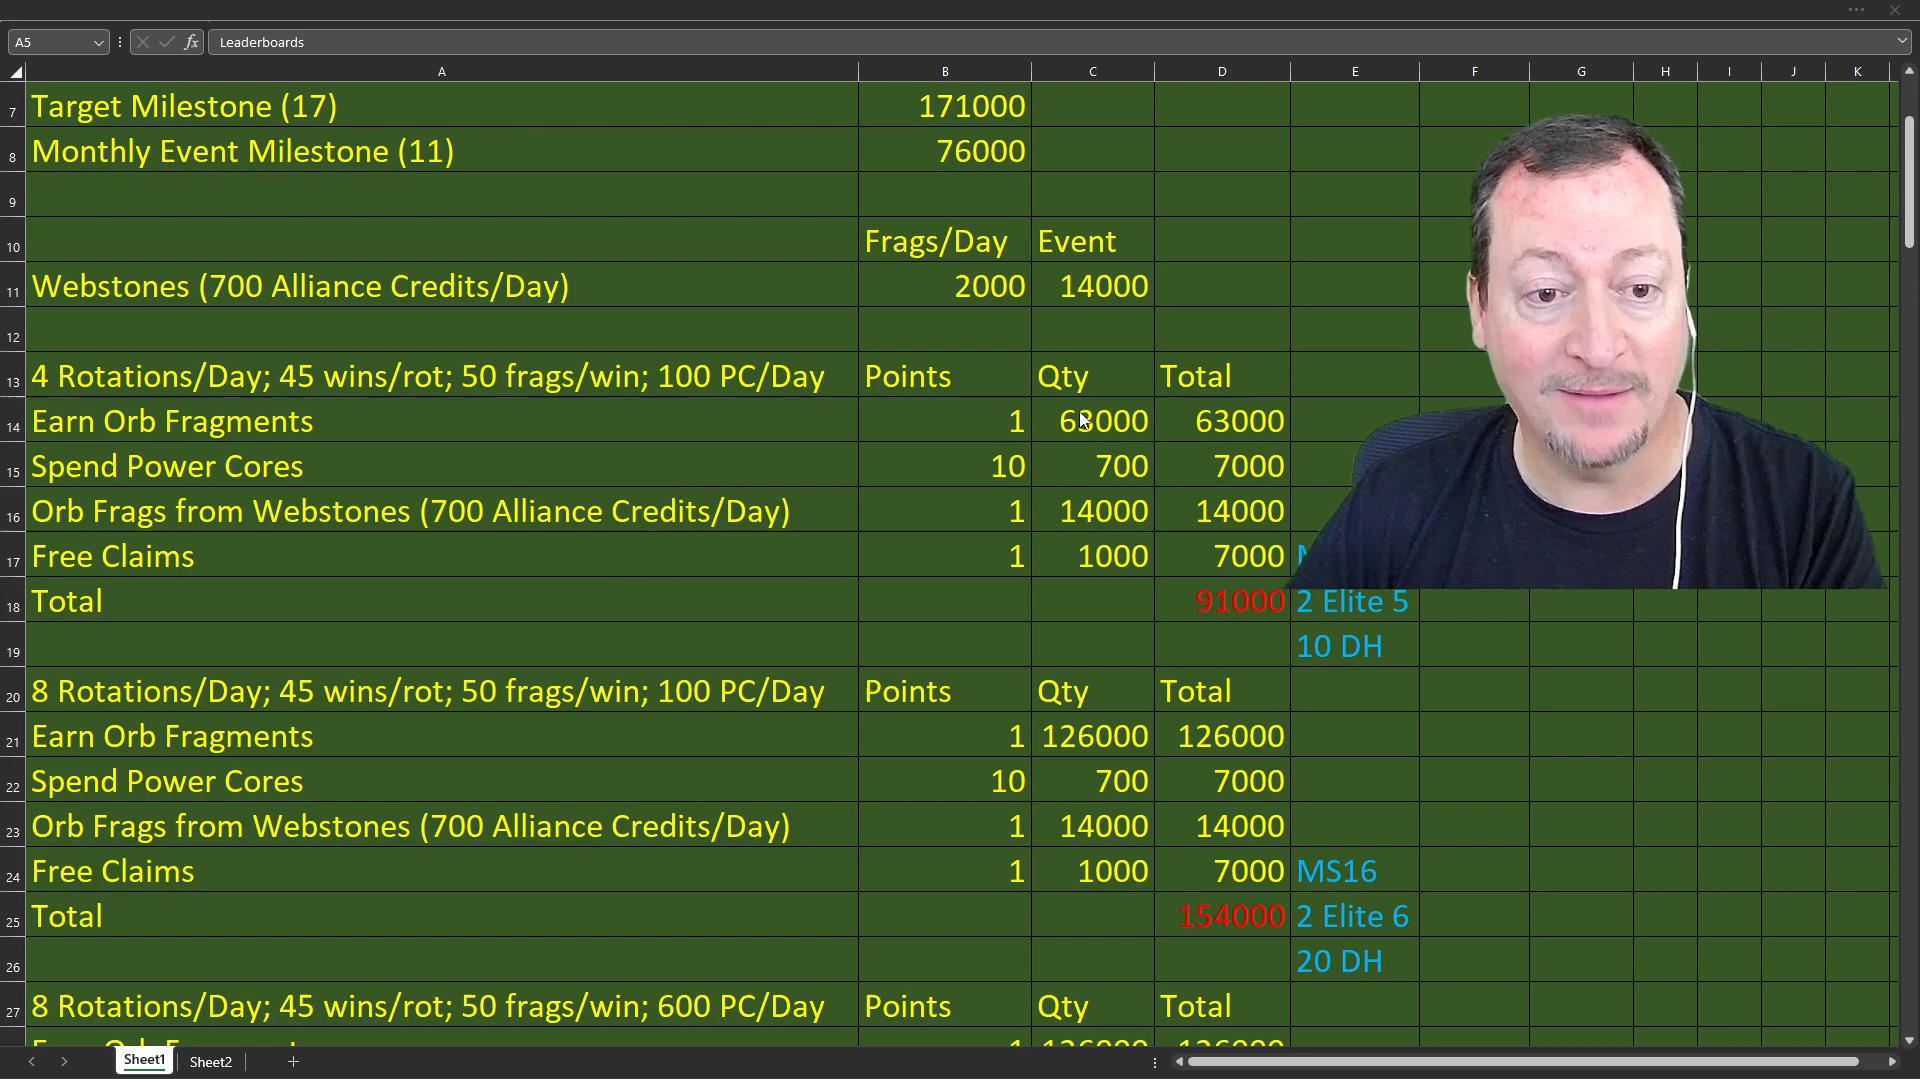 A5 fx Leaderboards
A B C D E F G H I J K
7 Target Milestone (17) 171000
8 Monthly Event Milestone (11) 76000
9
10 Frags/Day Event
11 Webstones (700 Alliance Credits/Day) 2000 14000
12
13 4 Rotations/Day; 45 wins/rot; 50 frags/win; 100 PC/Day Points Qty Total
14 Earn Orb Fragments 1 63000 63000
15 Spend Power Cores 10 700 7000
16 Orb Frags from Webstones (700 Alliance Credits/Day) 1 14000 14000
17 Free Claims 1 1000 7000
18 Total 91000 2 Elite 5
19 10 DH
20 8 Rotations/Day; 45 wins/rot; 50 frags/win; 100 PC/Day Points Qty Total
21 Earn Orb Fragments 1 126000 126000
22 Spend Power Cores 10 700 7000
23 Orb Frags from Webstones (700 Alliance Credits/Day) 1 14000 14000
24 Free Claims 1 1000 7000 MS16
25 Total 154000 2 Elite 6
26 20 DH
27 8 Rotations/Day; 45 wins/rot; 50 frags/win; 600 PC/Day Points Qty Total
Sheet1 Sheet2